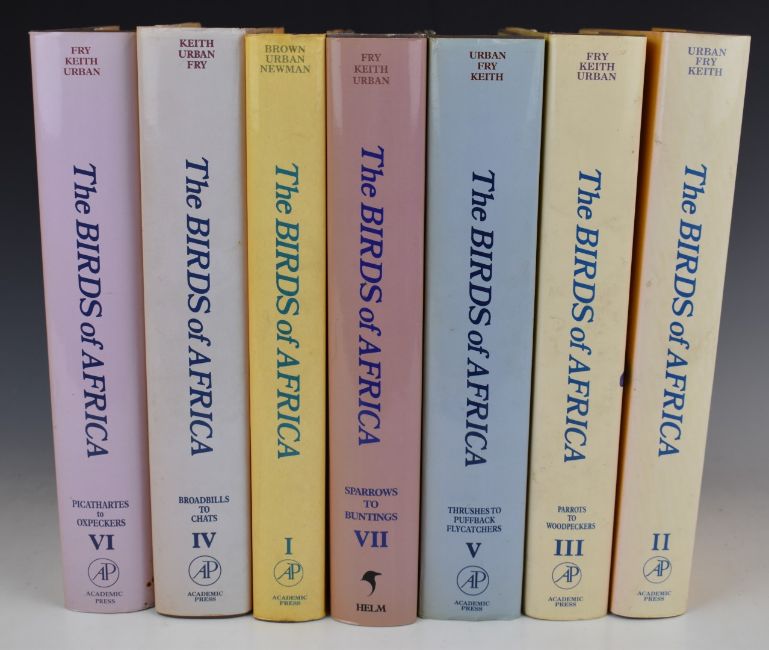 FRY
KEITH
URBAN
The BIRDS of AFRICA
PICATHARTES
to
OXPECKERS
VI
AP
ACADEMIC
PRESS
KEITH
URBAN
FRY
The BIRDS of AFRICA
BROADBILLS
TO
CHATS
IV
AP
ACADEMIC
PRESS
BROWN
URBAN
NEWMAN
The BIRDS of AFRICA
I
AP
ACADEMIC
PRESS
FRY
KEITH
URBAN
The BIRDS of AFRICA
SPARROWS
TO
BUNTINGS
VII
HELM
URBAN
FRY
KEITH
The BIRDS of AFRICA
THRUSHES TO
PUFFBACK
FLYCATCHERS
V
AP
ACADEMIC
PRESS
FRY
KEITH
URBAN
The BIRDS of AFRICA
PARROTS
TO
WOODPECKERS
III
AP
ACADEMIC
PRESS
URBAN
FRY
KEITH
The BIRDS of AFRICA
II
AP
ACADEMIC
PRESS